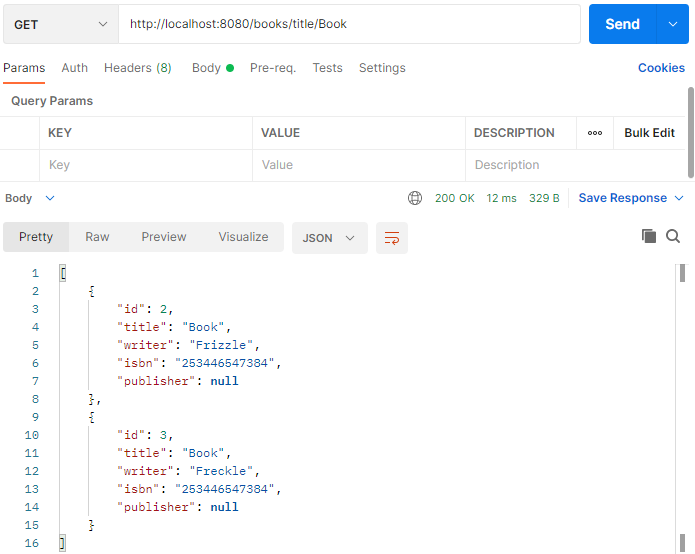 GET http://localhost:8080/books/title/Book Send
Params Auth Headers (8) Body Pre-req. Tests Settings Cookies
Query Params
KEY VALUE DESCRIPTION ooo Bulk Edit
Key Value Description
Body 200 OK 12 ms 329 B Save Response
Pretty Raw Preview Visualize JSON
1 [
2 {
3 "id": 2,
4 "title": "Book",
5 "writer": "Frizzle",
6 "isbn": "253446547384",
7 "publisher": null
8 },
9 {
10 "id": 3,
11 "title": "Book",
12 "writer": "Freckle",
13 "isbn": "253446547384",
14 "publisher": null
15 }
16 ]